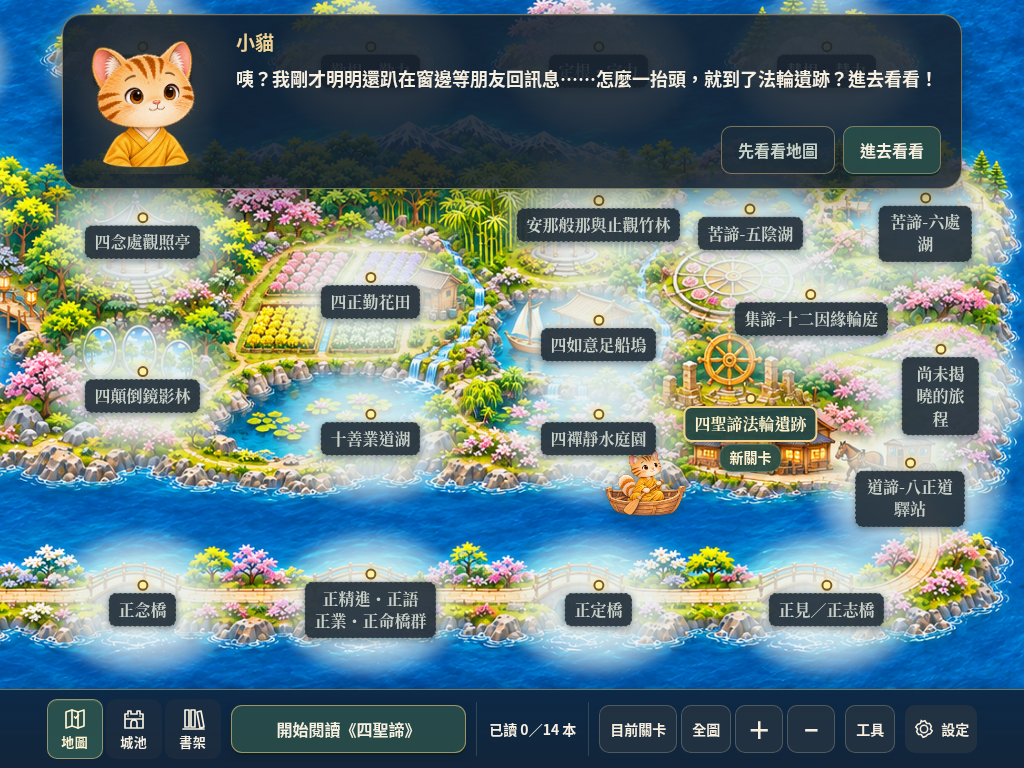 小貓
咦？我剛才明明還趴在窗邊等朋友回訊息⋯⋯怎麼一抬頭，就到了法輪遺跡？進去看看！
先看看地圖
進去看看
四念處觀照亭
安那般那與止觀竹林
苦諦-五陰湖
苦諦-六處
湖
四正勤花田
集諦-十二因緣輪庭
四如意足船塢
四顛倒鏡影林
尚未揭
曉的旅
程
四聖諦法輪遺跡
十善業道湖
四禪靜水庭園
新關卡
道諦-八正道
驛站
正念橋
正精進・正語
正業・正命橋群
正定橋
正見／正志橋
地圖
城池
書架
開始閱讀《四聖諦》
已讀 0／14 本
目前關卡
全圖
+
−
工具
設定